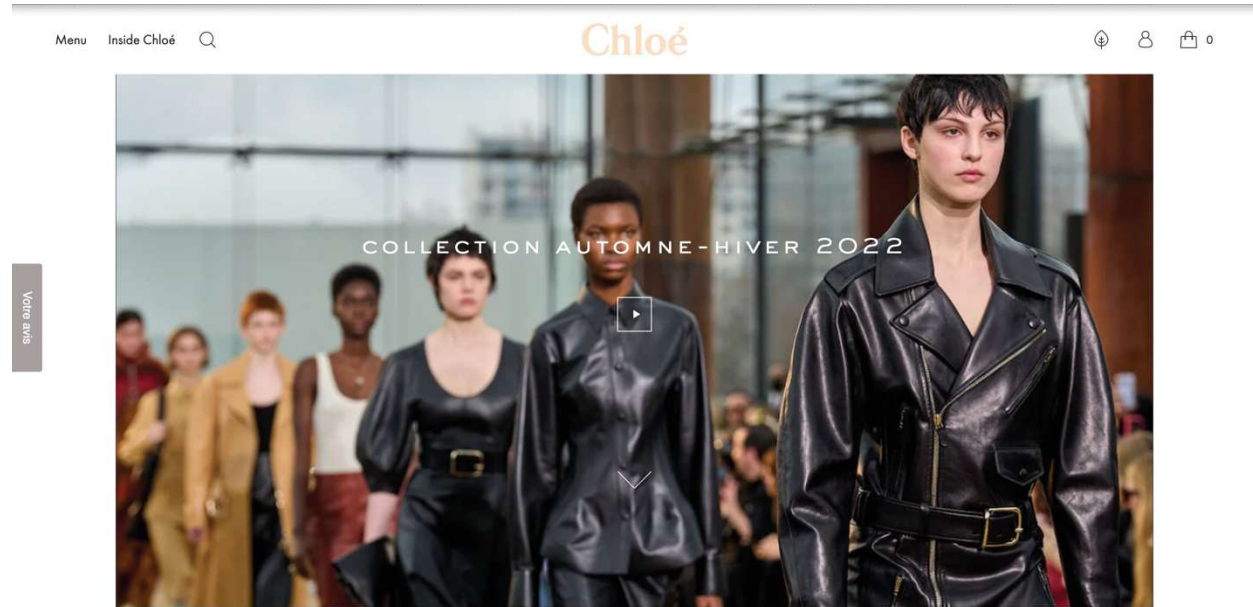 Menu
Inside Chloé
Chloé
0
COLLECTION AUTOMNE-HIVER 2022
Votre avis